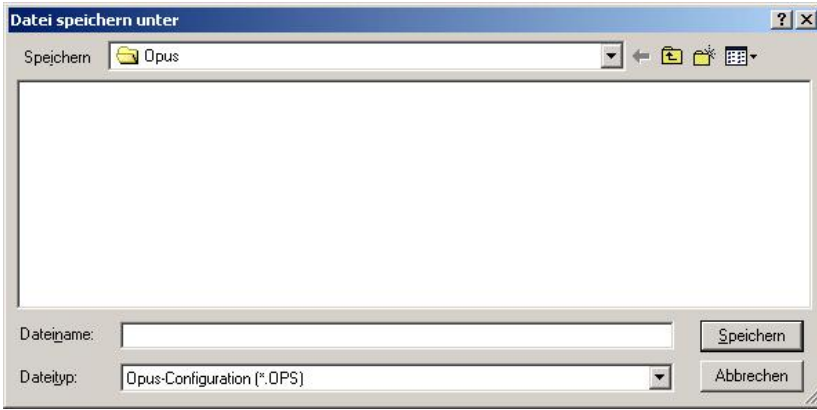 Datei speichern unter
Speichern Opus
Dateiname: Speichern
Dateityp: Opus-Configuration (*.OPS) Abbrechen